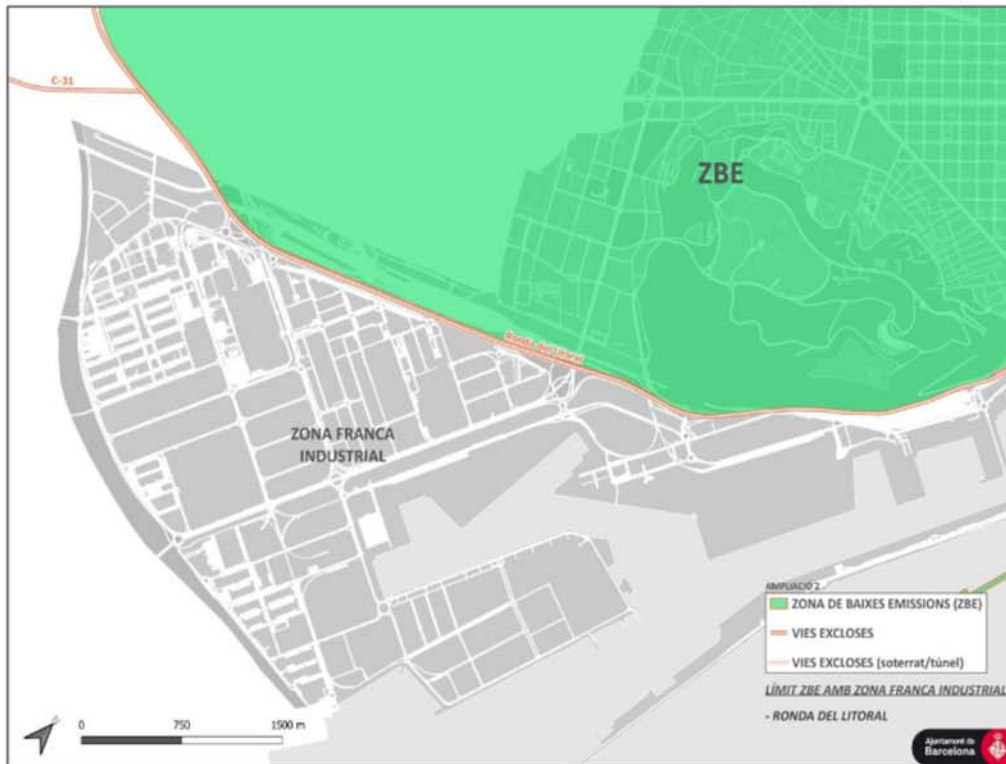 C-31
ZBE
Ronda del Litoral
ZONA FRANCA
INDUSTRIAL
AMPLIACIÓ 2
ZONA DE BAIXES EMISSIONS (ZBE)
VIES EXCLOSES
VIES EXCLOSES (soterrat/túnel)
LÍMIT ZBE AMB ZONA FRANCA INDUSTRIAL
- RONDA DEL LITORAL
0 750 1500 m
Ajuntament de
Barcelona